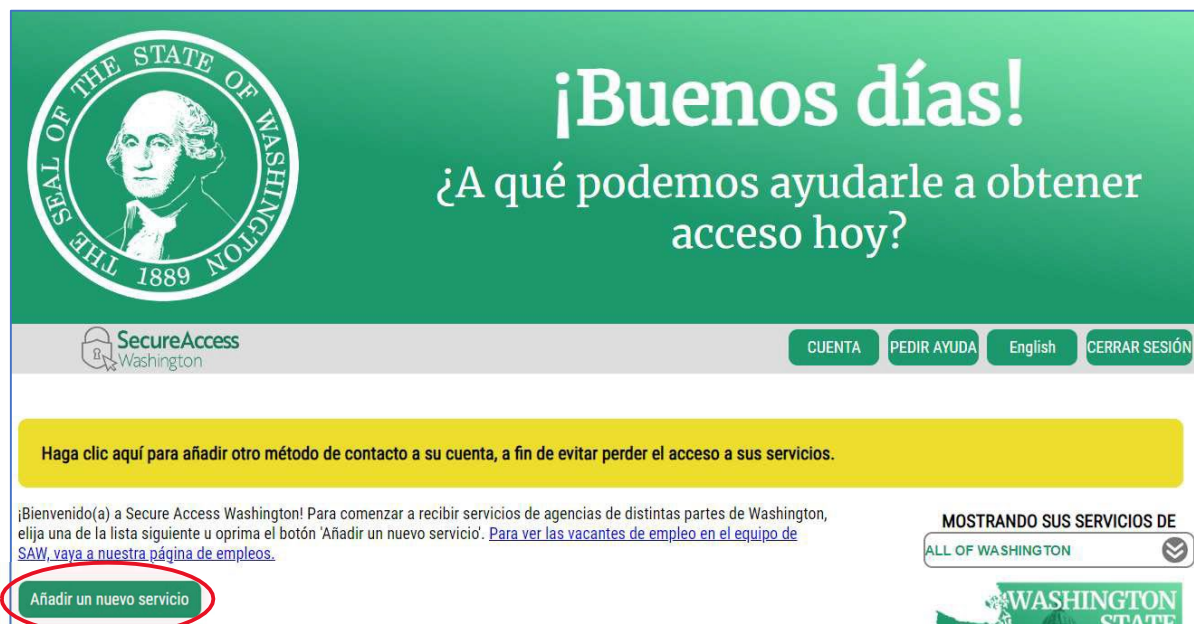 THE SEAL OF THE STATE OF WASHINGTON
1889
¡Buenos días!
¿A qué podemos ayudarle a obtener
acceso hoy?
SecureAccess
Washington
CUENTA
PEDIR AYUDA
English
CERRAR SESIÓN
Haga clic aquí para añadir otro método de contacto a su cuenta, a fin de evitar perder el acceso a sus servicios.
¡Bienvenido(a) a Secure Access Washington! Para comenzar a recibir servicios de agencias de distintas partes de Washington,
elija una de la lista siguiente u oprima el botón 'Añadir un nuevo servicio'. Para ver las vacantes de empleo en el equipo de
SAW, vaya a nuestra página de empleos.
MOSTRANDO SUS SERVICIOS DE
ALL OF WASHINGTON
Añadir un nuevo servicio
WASHINGTON
STATE